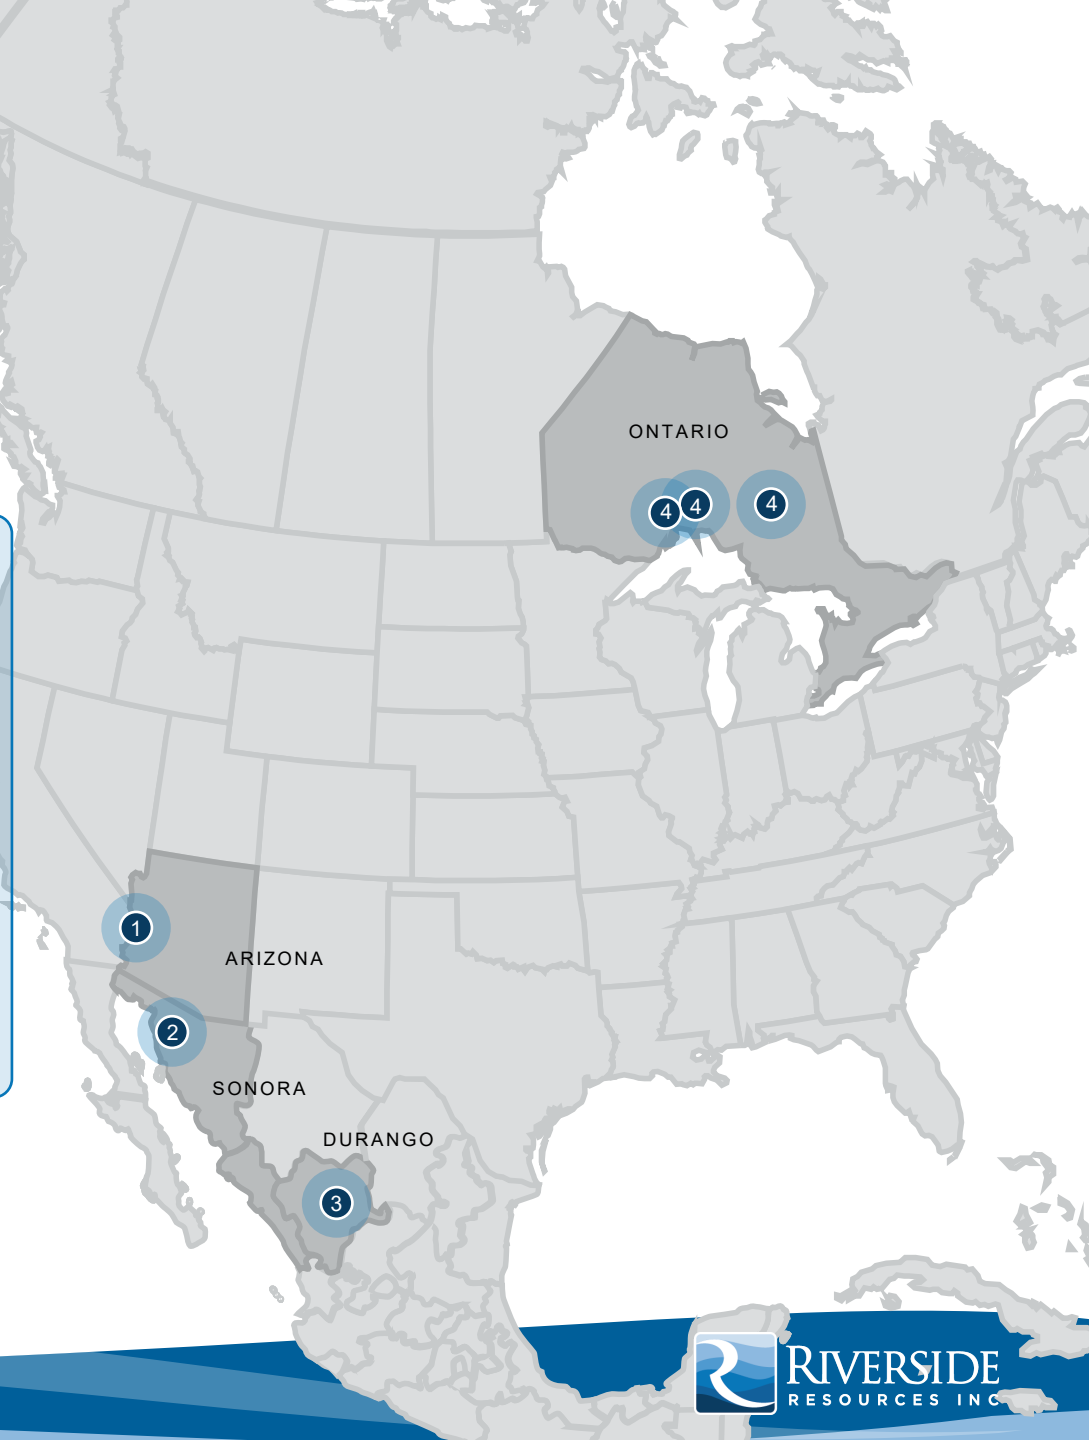 ONTARIO
4 4 4
1
ARIZONA
2
SONORA
DURANGO
3
RIVERSIDE
RESOURCES INC